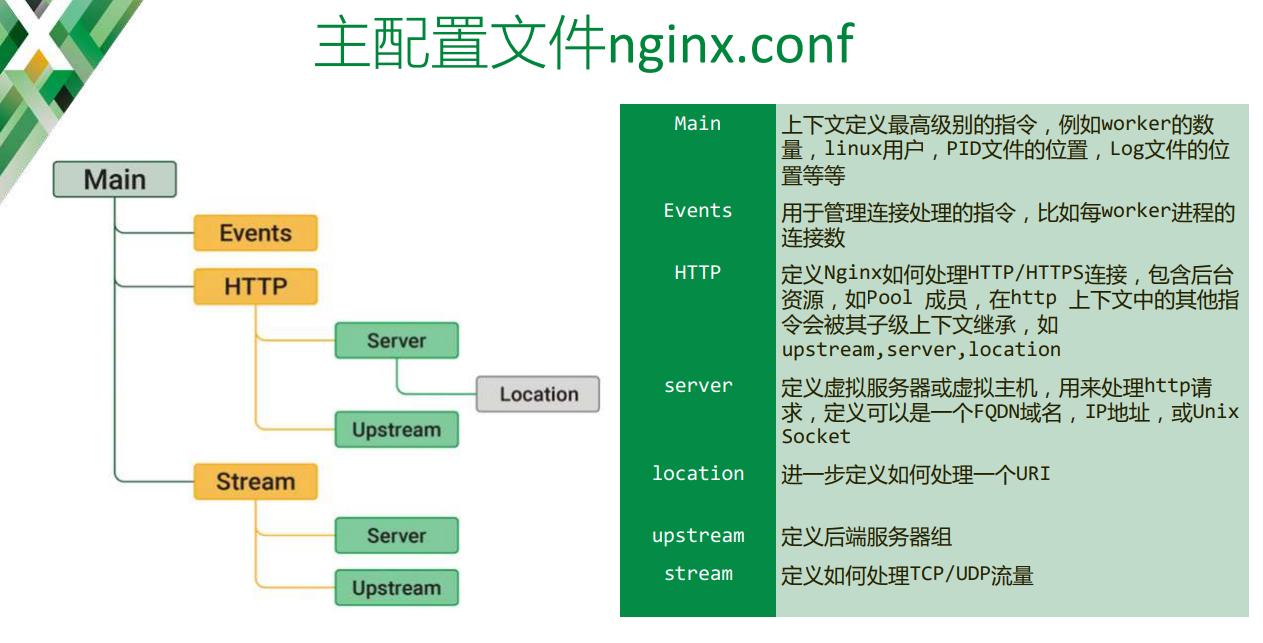 主配置文件nginx.conf
Main
Events
HTTP
Server
Location
Upstream
Stream
Server
Upstream
Main
上下文定义最高级别的指令，例如worker的数
量，linux用户，PID文件的位置，Log文件的位
置等等
Events
用于管理连接处理的指令，比如每worker进程的
连接数
HTTP
定义Nginx如何处理HTTP/HTTPS连接，包含后台
资源，如Pool 成员，在http 上下文中的其他指
令会被其子级上下文继承，如
upstream,server,location
server
定义虚拟服务器或虚拟主机，用来处理http请
求，定义可以是一个FQDN域名，IP地址，或Unix
Socket
location
进一步定义如何处理一个URI
upstream
定义后端服务器组
stream
定义如何处理TCP/UDP流量